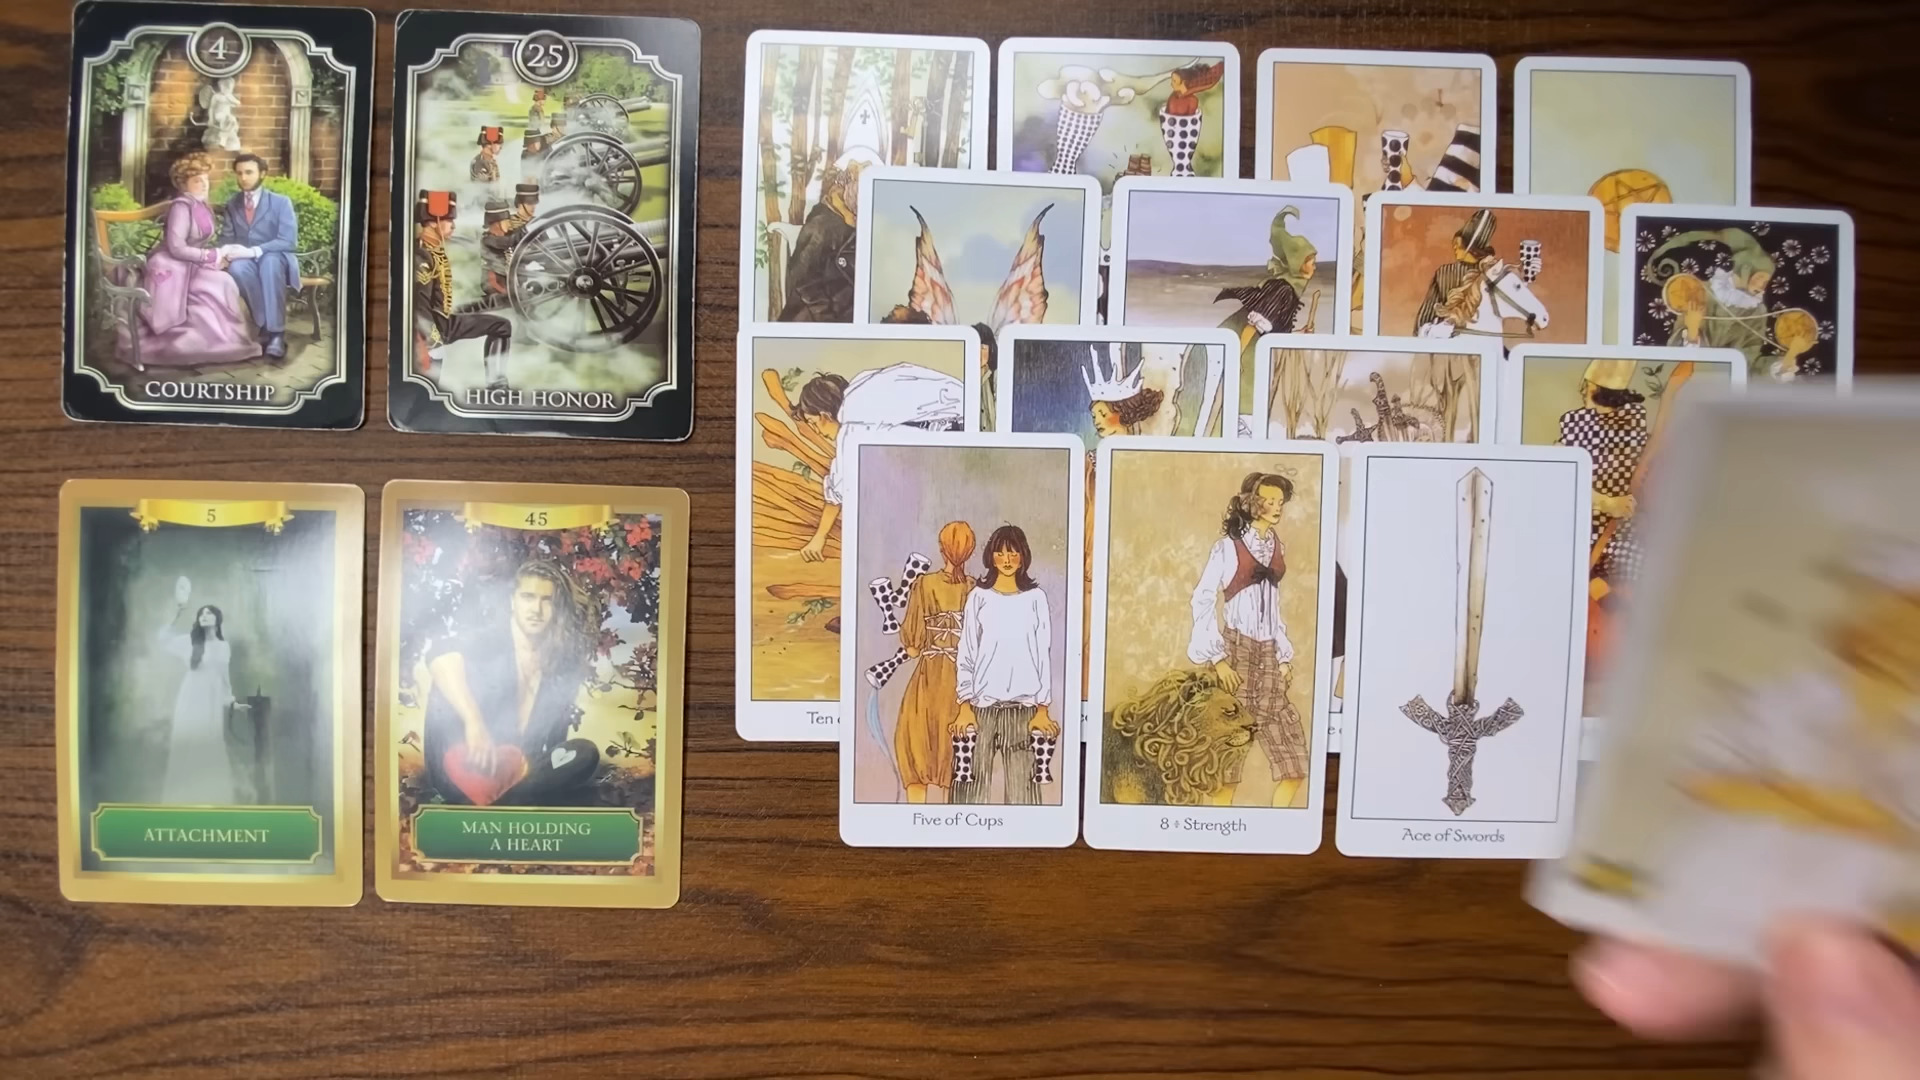 4
COURTSHIP
25
HIGH HONOR
5
ATTACHMENT
45
MAN HOLDING
A HEART
Ten
Five of Cups
8 Strength
Ace of Swords